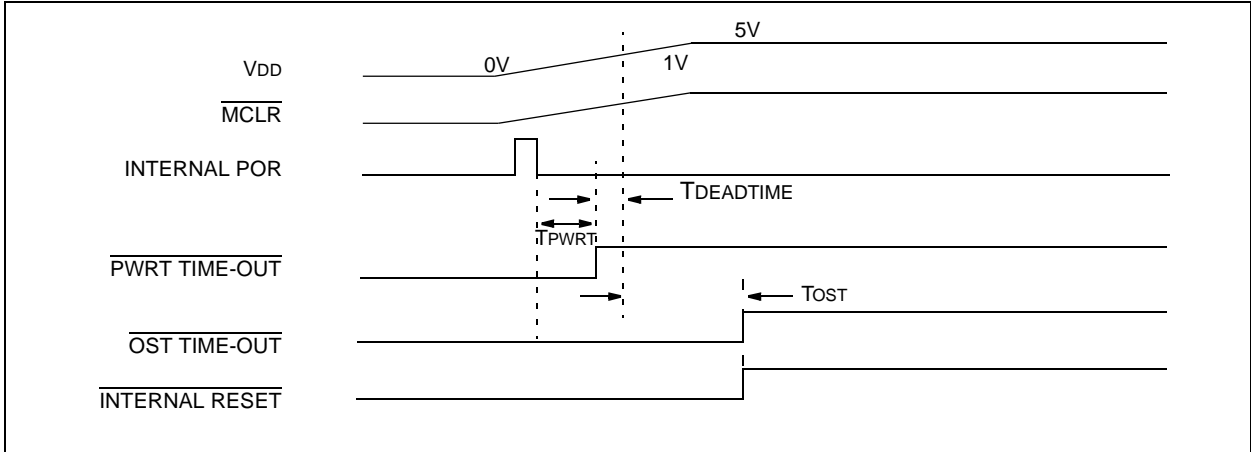 5V
VDD 0V 1V
MCLR
INTERNAL POR
TDEADTIME
TPWRT
PWRT TIME-OUT
TOST
OST TIME-OUT
INTERNAL RESET